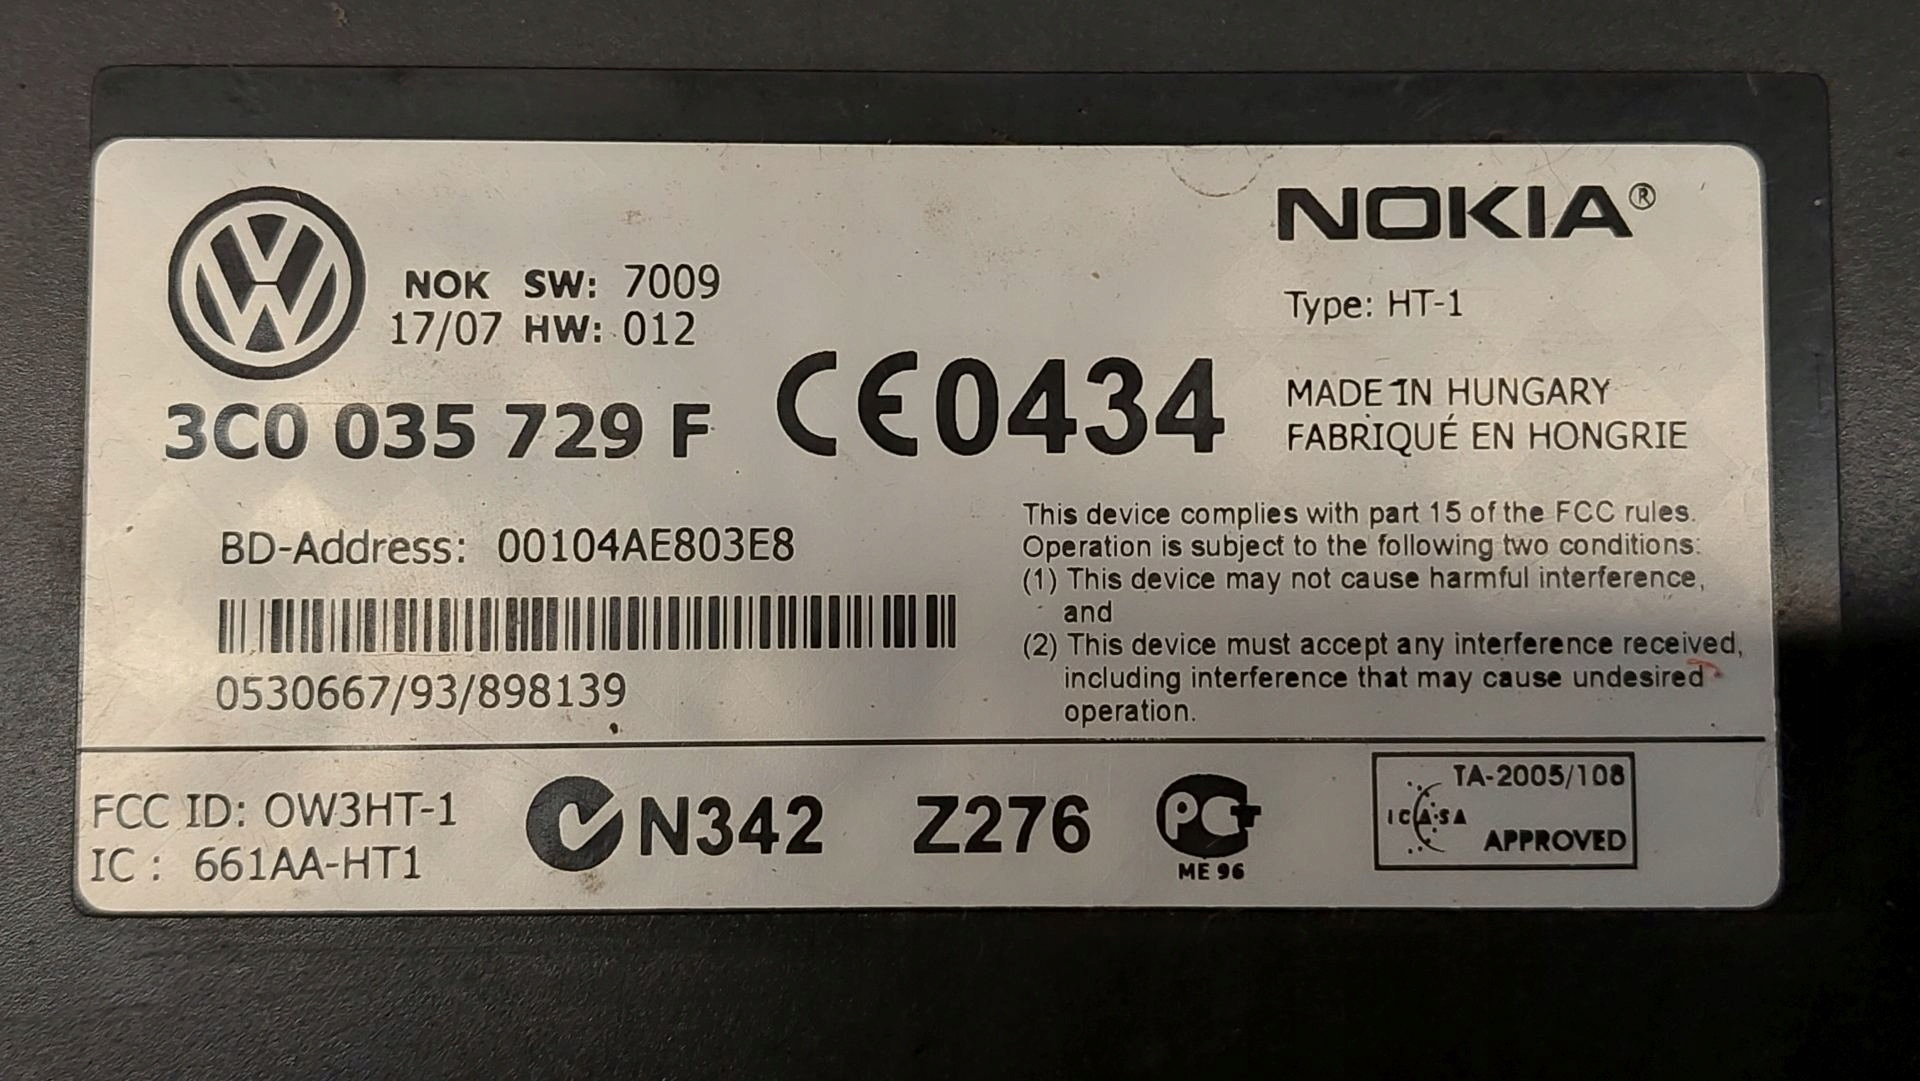 NOKIA®
NOK SW: 7009
17/07 HW: 012
Type: HT-1
3C0 035 729 F
CE0434
MADE IN HUNGARY
FABRIQUÉ EN HONGRIE
BD-Address: 00104AE803E8
0530667/93/898139
This device complies with part 15 of the FCC rules.
Operation is subject to the following two conditions:
(1) This device may not cause harmful interference,
and
(2) This device must accept any interference received,
including interference that may cause undesired
operation.
FCC ID: OW3HT-1
IC : 661AA-HT1
N342
Z276
PCT
ME 96
TA-2005/108
ICASA
APPROVED